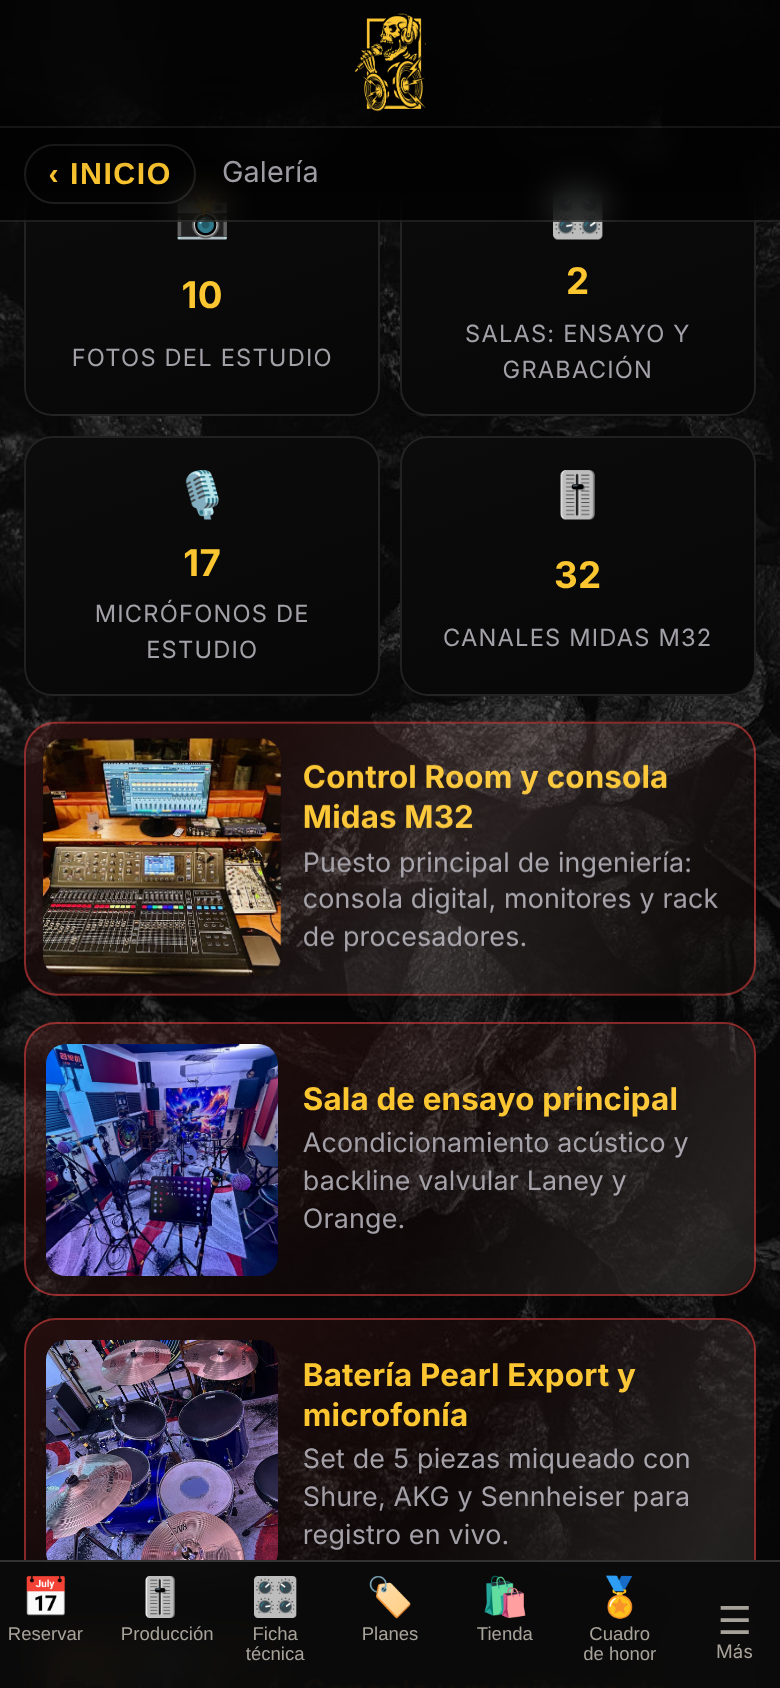 ‹ INICIO
Galería
10
FOTOS DEL ESTUDIO
2
SALAS: ENSAYO Y
GRABACIÓN
17
MICRÓFONOS DE
ESTUDIO
32
CANALES MIDAS M32
Control Room y consola
Midas M32
Puesto principal de ingeniería:
consola digital, monitores y rack
de procesadores.
Sala de ensayo principal
Acondicionamiento acústico y
backline valvular Laney y
Orange.
Batería Pearl Export y
microfonía
Set de 5 piezas miqueado con
Shure, AKG y Sennheiser para
registro en vivo.
July
17
Reservar
Producción
Ficha
técnica
Planes
Tienda
Cuadro
de honor
Más